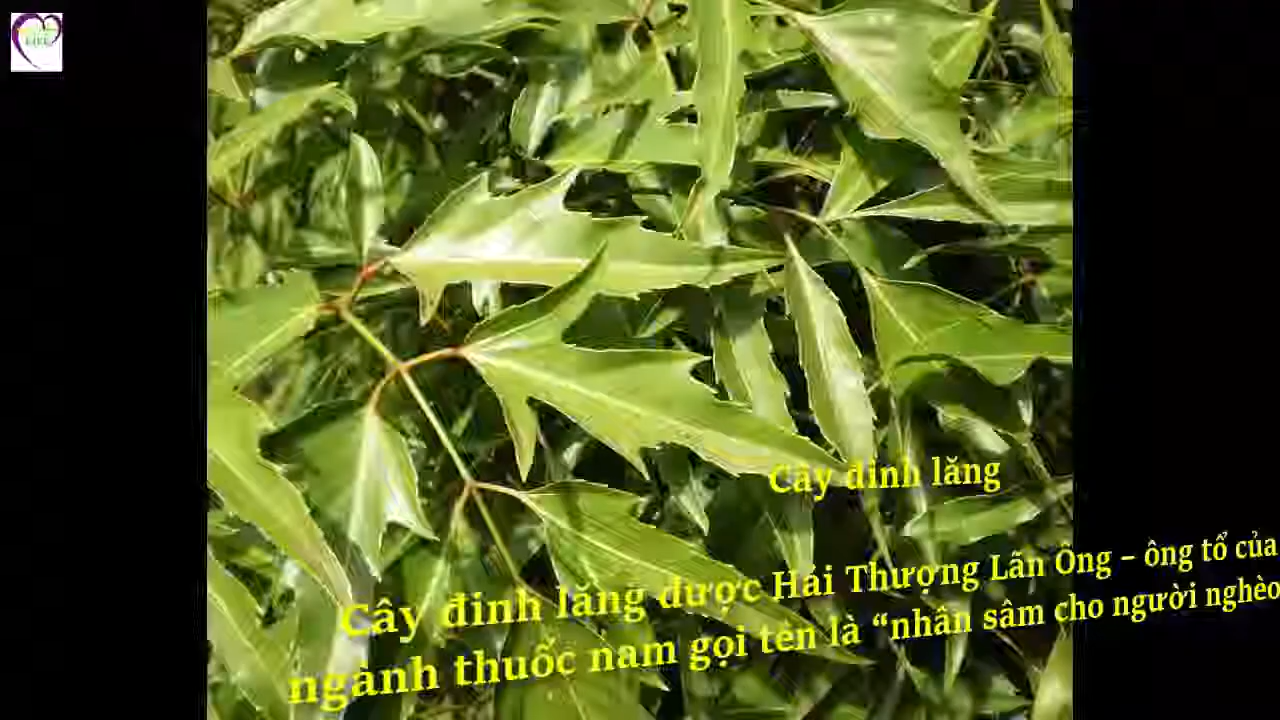 Cây đinh lăng
Cây đinh lăng được Hải Thượng Lãn Ông – ông tổ của
ngành thuốc nam gọi tên là “nhân sâm cho người nghèo